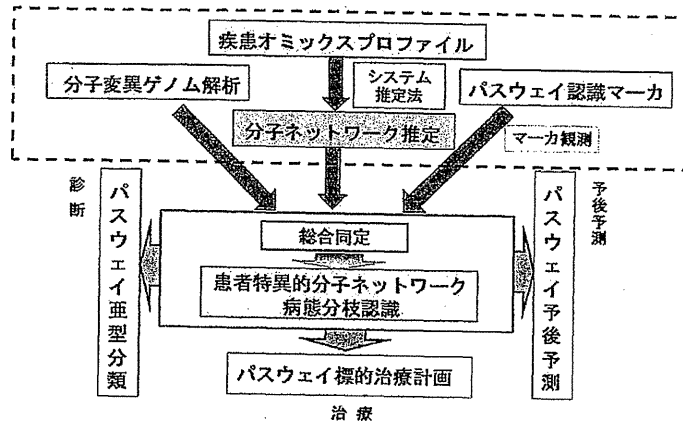 疾患オミックスプロファイル
分子変異ゲノム解析
システム
推定法
パスウェイ認識マーカ
分子ネットワーク推定
マーカ観測
診断
パスウェイ亜型分類
総合同定
患者特異的分子ネットワーク
病態分枝認識
パスウェイ予後予測
予後予測
パスウェイ標的治療計画
治療